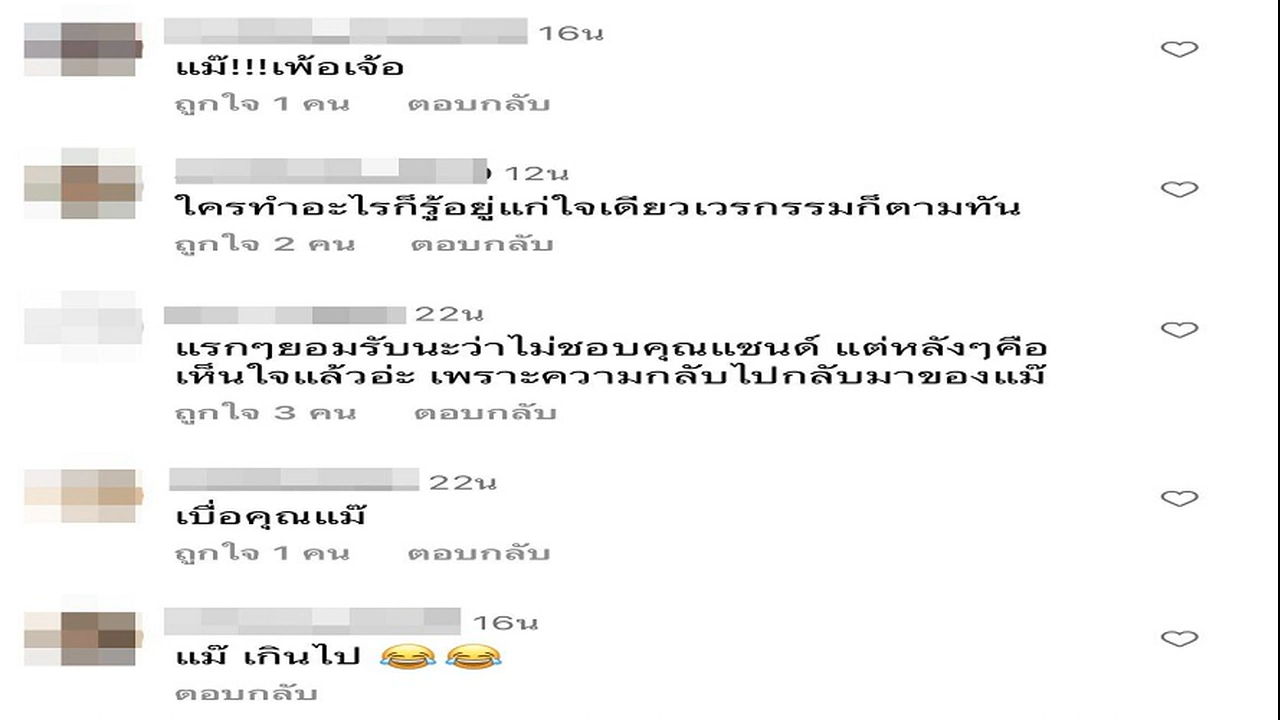 16น
แม๊!!!เพ้อเจ้อ
ถูกใจ 1 คน ตอบกลับ
12น
ใครทำอะไรก็รู้อยู่แก่ใจเดียวเวรกรรมก็ตามทัน
ถูกใจ 2 คน ตอบกลับ
22น
แรกๆยอมรับนะว่าไม่ชอบคุณแซนด์ แต่หลังๆคือ
เห็นใจแล้วอ่ะ เพราะความกลับไปกลับมาของแม๊
ถูกใจ 3 คน ตอบกลับ
22น
เบื่อคุณแม๊
ถูกใจ 1 คน ตอบกลับ
16น
แม๊ เกินไป 😂😂
ตอบกลับ